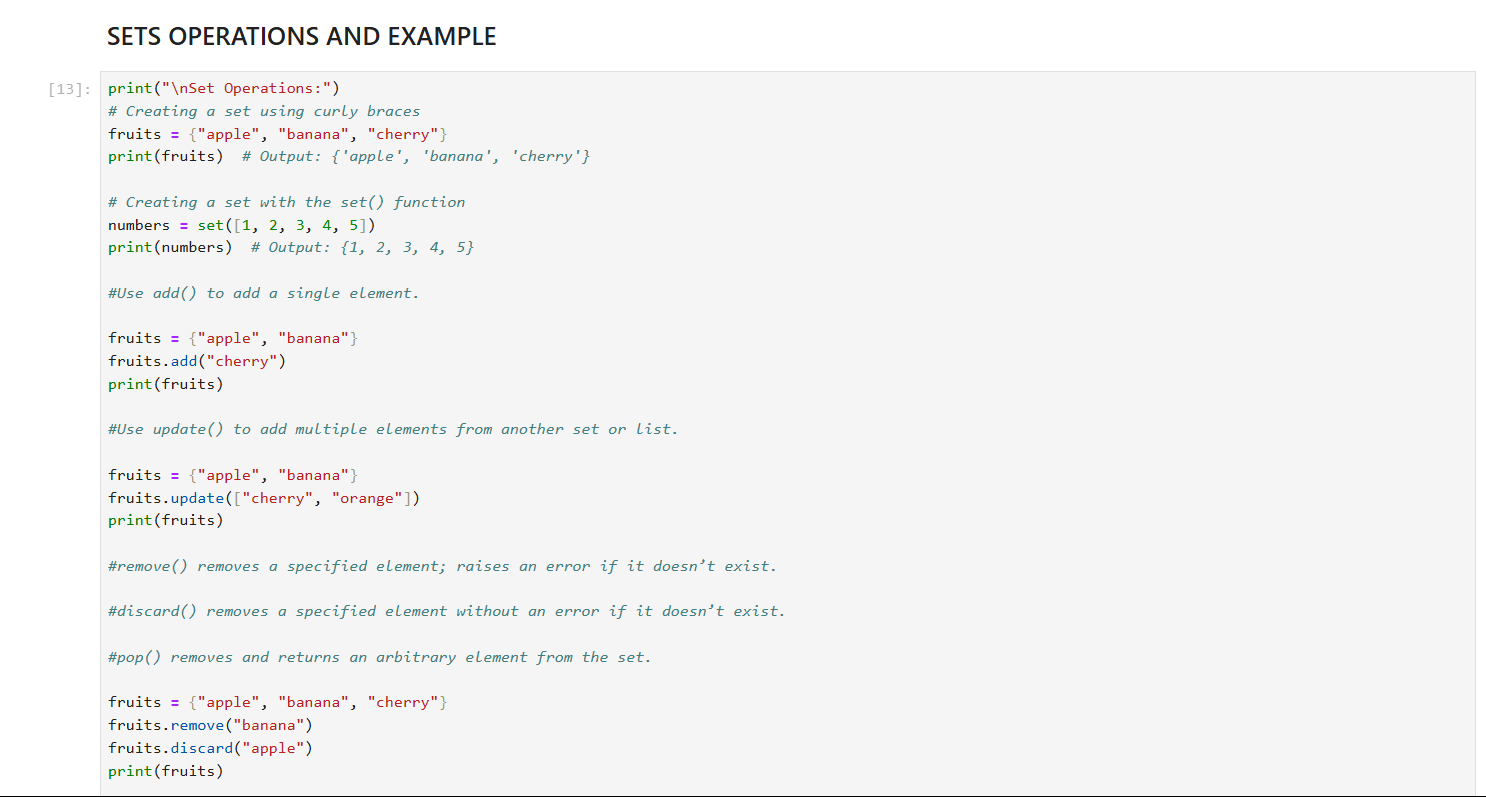 SETS OPERATIONS AND EXAMPLE
[13]: print("\nSet Operations:")
# Creating a set using curly braces
fruits = {"apple", "banana", "cherry"}
print(fruits)  # Output: {'apple', 'banana', 'cherry'}
# Creating a set with the set() function
numbers = set([1, 2, 3, 4, 5])
print(numbers)  # Output: {1, 2, 3, 4, 5}
#Use add() to add a single element.
fruits = {"apple", "banana"}
fruits.add("cherry")
print(fruits)
#Use update() to add multiple elements from another set or list.
fruits = {"apple", "banana"}
fruits.update(["cherry", "orange"])
print(fruits)
#remove() removes a specified element; raises an error if it doesn’t exist.
#discard() removes a specified element without an error if it doesn’t exist.
#pop() removes and returns an arbitrary element from the set.
fruits = {"apple", "banana", "cherry"}
fruits.remove("banana")
fruits.discard("apple")
print(fruits)